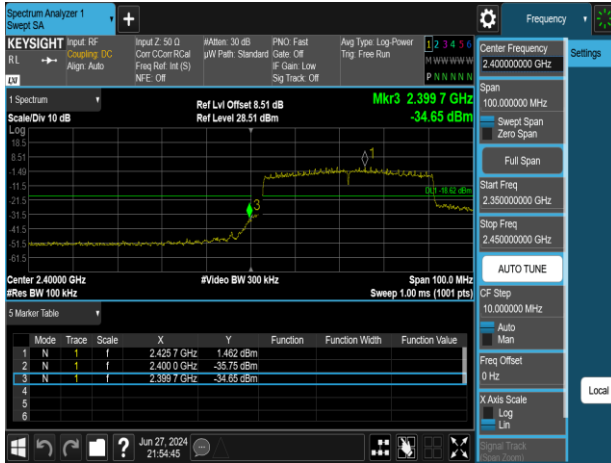 Spectrum Analyzer 1
Swept SA
+
Frequency
KEYSIGHT Input: RF
Coupling: DC
Align: Auto
RL
LXI
Input Z: 50 Ω
Corr CCorr RCal
Freq Ref: Int (S)
NFE: Off
#Atten: 30 dB
µW Path: Standard
PNO: Fast
Gate: Off
IF Gain: Low
Sig Track: Off
Avg Type: Log-Power
Trig: Free Run
1 2 3 4 5 6
M W W W W W
P N N N N N
1 Spectrum
Scale/Div 10 dB
Ref Lvl Offset 8.51 dB
Ref Level 28.51 dBm
Mkr3 2.399 7 GHz
-34.65 dBm
Log
18.5
8.51
-1.49
-11.5
-21.5
-31.5
-41.5
-51.5
-61.5
1
3
DL1 -18.62 dBm
Center 2.40000 GHz
#Res BW 100 kHz
#Video BW 300 kHz
Span 100.0 MHz
Sweep 1.00 ms (1001 pts)
5 Marker Table
Mode Trace Scale X Y Function Function Width Function Value
1 N 1 f 2.425 7 GHz 1.462 dBm
2 N 1 f 2.400 0 GHz -35.75 dBm
3 N 1 f 2.399 7 GHz -34.65 dBm
4
5
6
?
Jun 27, 2024
21:54:45
Center Frequency
2.400000000 GHz
Settings
Span
100.000000 MHz
Swept Span
Zero Span
Full Span
Start Freq
2.350000000 GHz
Stop Freq
2.450000000 GHz
AUTO TUNE
CF Step
10.000000 MHz
Auto
Man
Freq Offset
0 Hz
Local
X Axis Scale
Log
Lin
Signal Track
(Span Zoom)